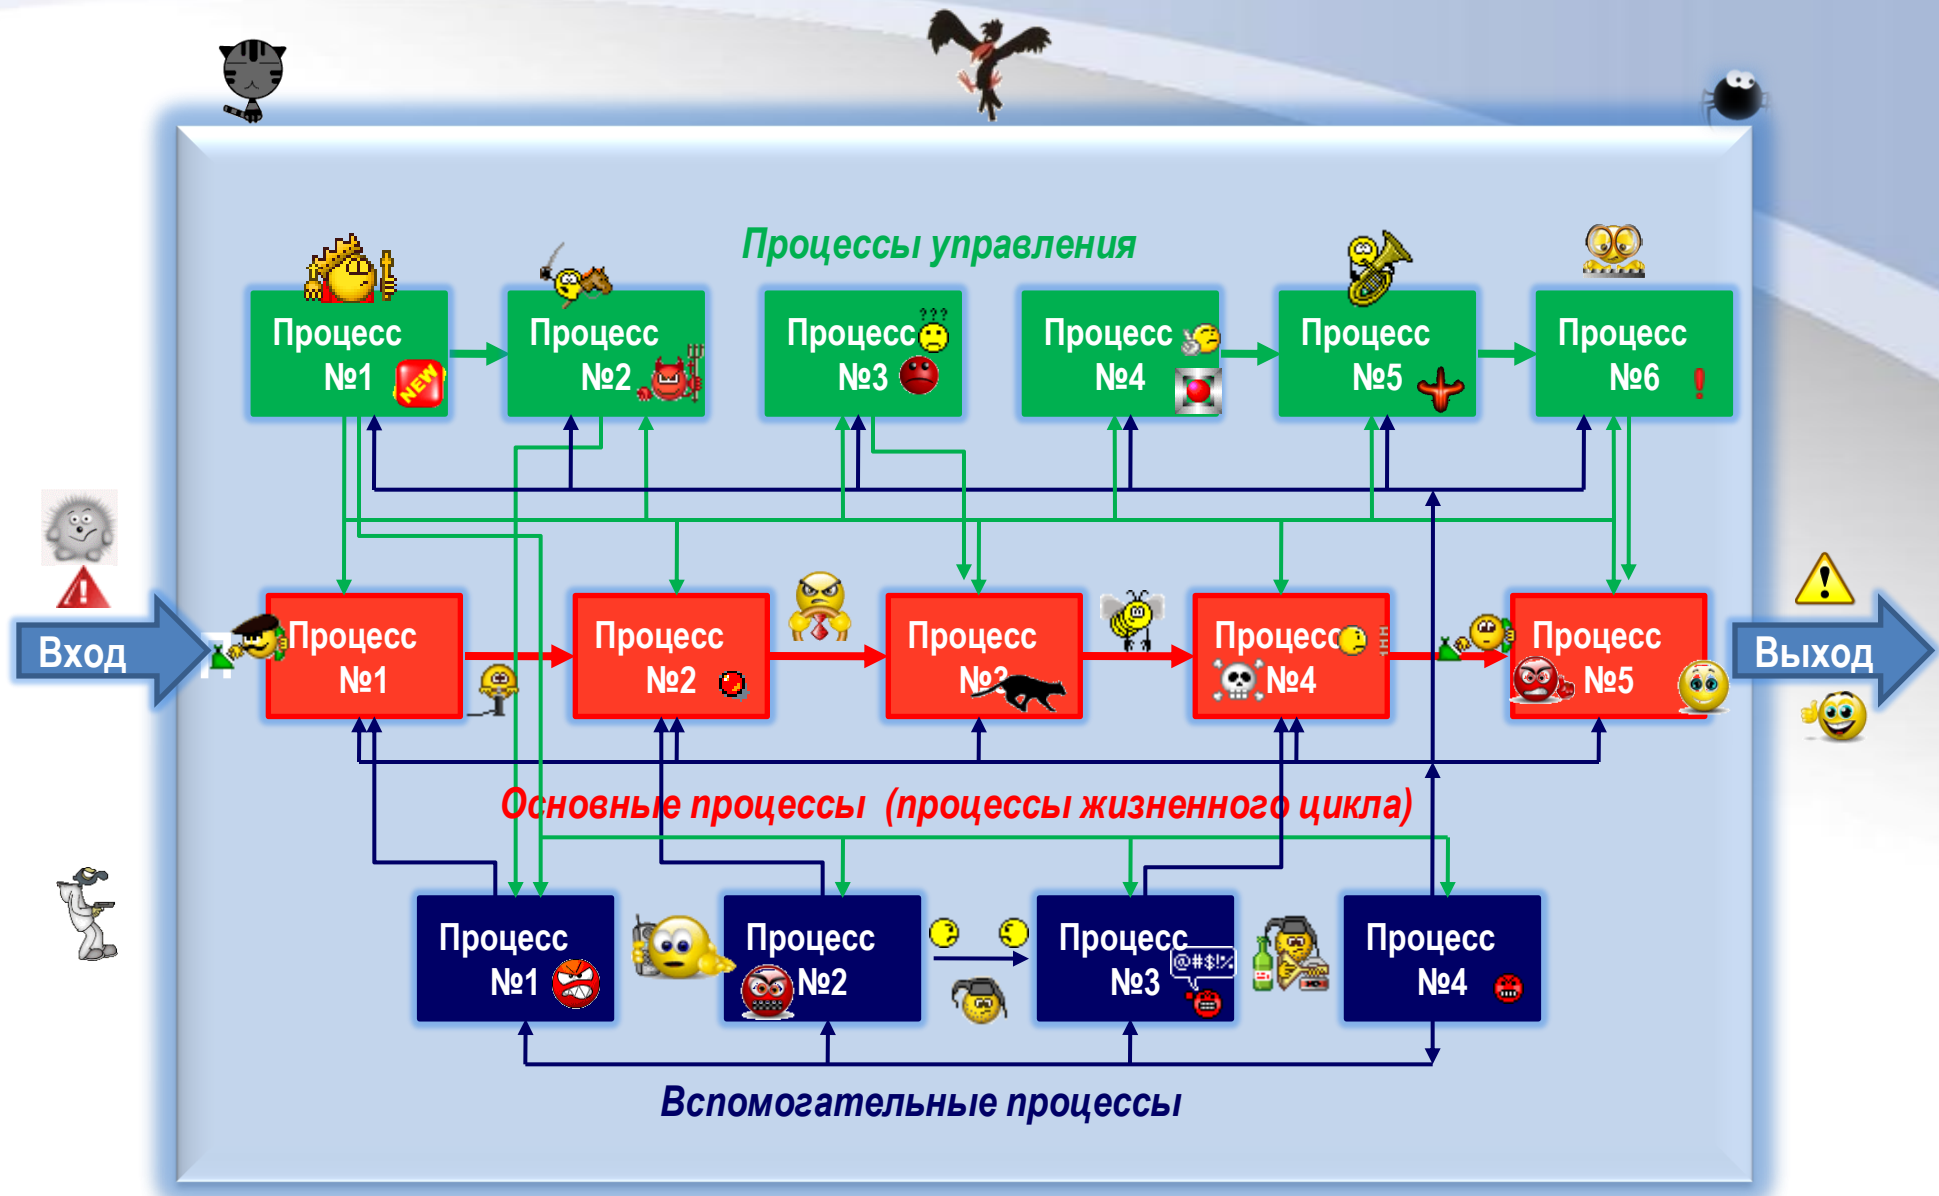 Процессы управления
Процесс
№1
NEW
Процесс
№2
???
Процесс
№3
Процесс
№4
Процесс
№5
Процесс
№6
Вход
Процесс
№1
Процесс
№2
Процесс
№3
Процесс
№4
Процесс
№5
Выход
Основные процессы (процессы жизненного цикла)
Процесс
№1
Процесс
№2
Процесс
№3
@#$!%
Процесс
№4
Вспомогательные процессы